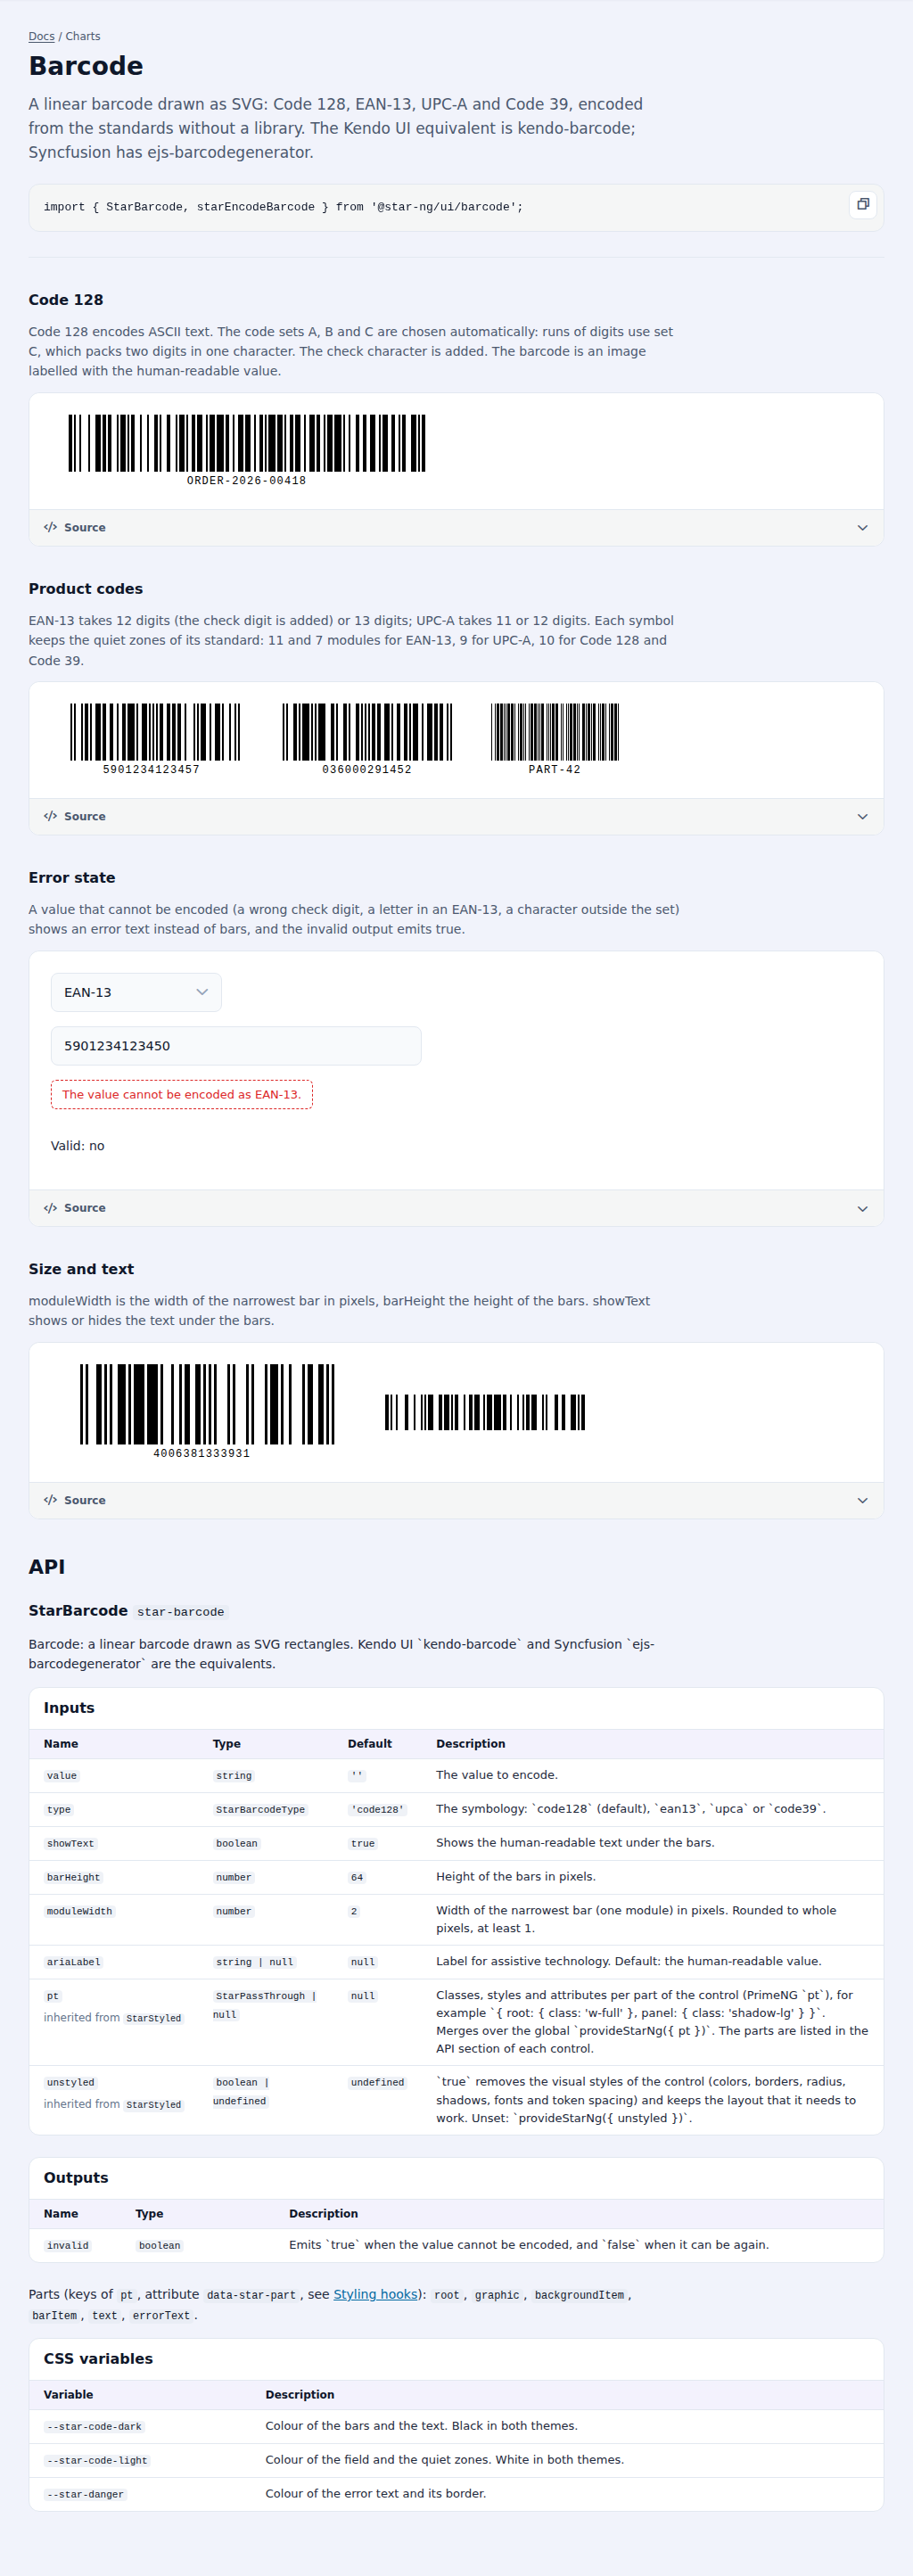 Docs / Charts
Barcode
A linear barcode drawn as SVG: Code 128, EAN-13, UPC-A and Code 39, encoded
from the standards without a library. The Kendo UI equivalent is kendo-barcode;
Syncfusion has ejs-barcodegenerator.
import { StarBarcode, starEncodeBarcode } from '@star-ng/ui/barcode';
Code 128
Code 128 encodes ASCII text. The code sets A, B and C are chosen automatically: runs of digits use set
C, which packs two digits in one character. The check character is added. The barcode is an image
labelled with the human-readable value.
ORDER-2026-00418
Source
Product codes
EAN-13 takes 12 digits (the check digit is added) or 13 digits; UPC-A takes 11 or 12 digits. Each symbol
keeps the quiet zones of its standard: 11 and 7 modules for EAN-13, 9 for UPC-A, 10 for Code 128 and
Code 39.
5901234123457 036000291452 PART-42
Source
Error state
A value that cannot be encoded (a wrong check digit, a letter in an EAN-13, a character outside the set)
shows an error text instead of bars, and the invalid output emits true.
EAN-13
5901234123450
The value cannot be encoded as EAN-13.
Valid: no
Source
Size and text
moduleWidth is the width of the narrowest bar in pixels, barHeight the height of the bars. showText
shows or hides the text under the bars.
4006381333931
Source
API
StarBarcode star-barcode
Barcode: a linear barcode drawn as SVG rectangles. Kendo UI `kendo-barcode` and Syncfusion `ejs-
barcodegenerator` are the equivalents.
Inputs
Name Type Default Description
value string '' The value to encode.
type StarBarcodeType 'code128' The symbology: `code128` (default), `ean13`, `upca` or `code39`.
showText boolean true Shows the human-readable text under the bars.
barHeight number 64 Height of the bars in pixels.
moduleWidth number 2 Width of the narrowest bar (one module) in pixels. Rounded to whole
pixels, at least 1.
ariaLabel string | null null Label for assistive technology. Default: the human-readable value.
pt StarPassThrough | null Classes, styles and attributes per part of the control (PrimeNG `pt`), for
inherited from StarStyled null example `{ root: { class: 'w-full' }, panel: { class: 'shadow-lg' } }`.
Merges over the global `provideStarNg({ pt })`. The parts are listed in the
API section of each control.
unstyled boolean | undefined `true` removes the visual styles of the control (colors, borders, radius,
inherited from StarStyled undefined shadows, fonts and token spacing) and keeps the layout that it needs to
work. Unset: `provideStarNg({ unstyled })`.
Outputs
Name Type Description
invalid boolean Emits `true` when the value cannot be encoded, and `false` when it can be again.
Parts (keys of pt, attribute data-star-part, see Styling hooks): root, graphic, backgroundItem,
barItem, text, errorText.
CSS variables
Variable Description
--star-code-dark Colour of the bars and the text. Black in both themes.
--star-code-light Colour of the field and the quiet zones. White in both themes.
--star-danger Colour of the error text and its border.